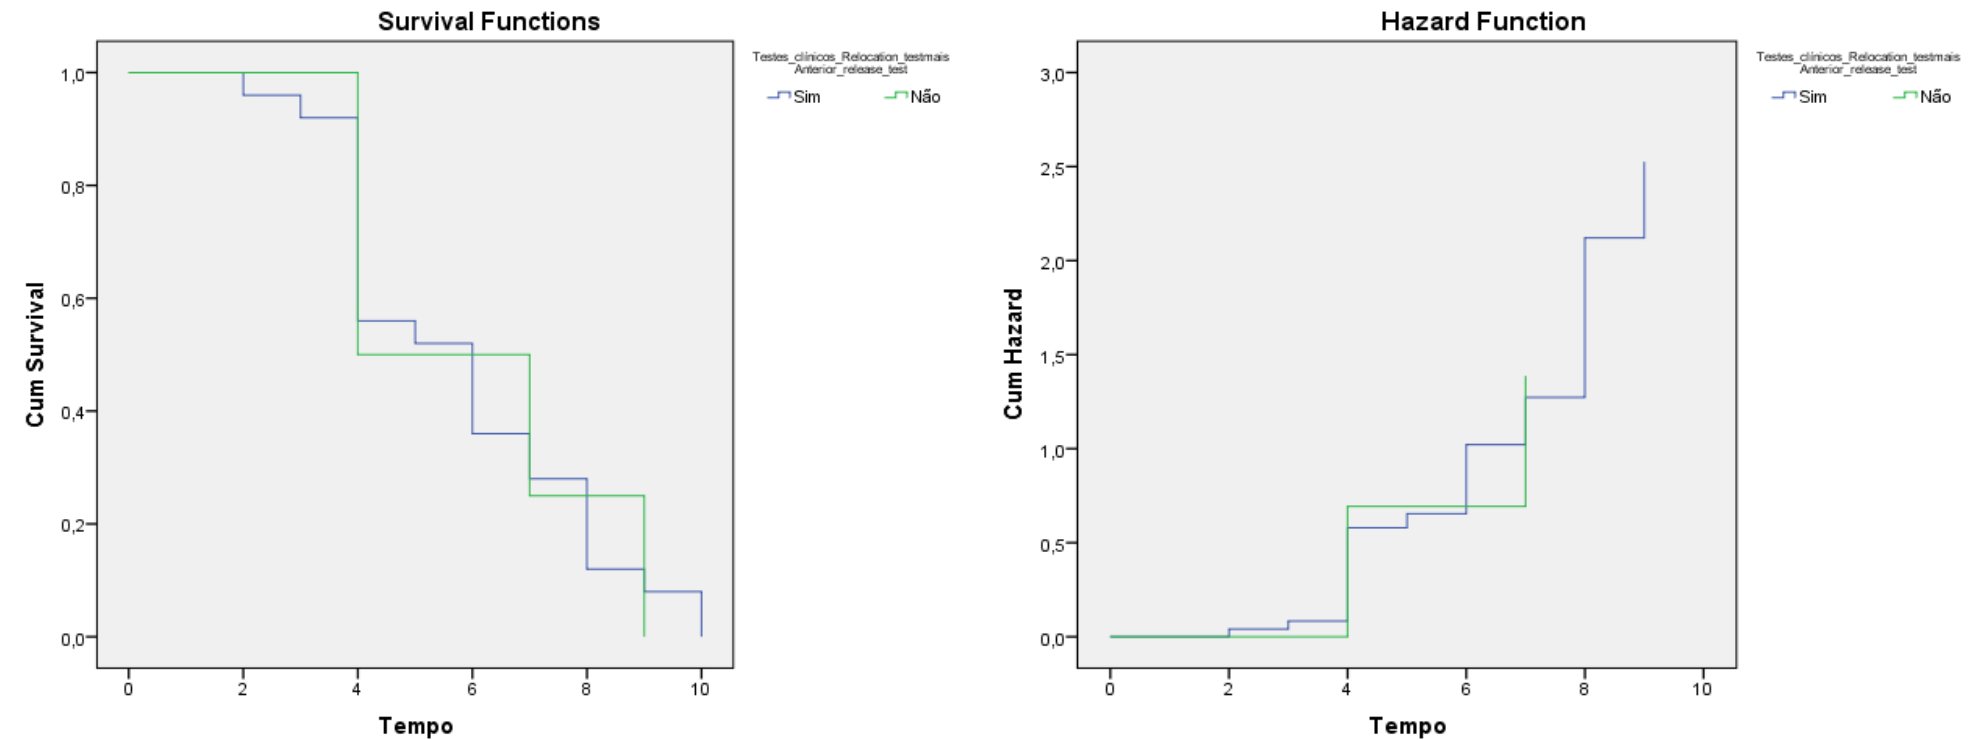 Survival Functions
Testes_clínicos_Relocation_testmais
Anterior_release_test
Sim
Não
Cum Survival
1,0
0,8
0,6
0,4
0,2
0,0
0
2
4
6
8
10
Tempo
Hazard Function
Testes_clínicos_Relocation_testmais
Anterior_release_test
Sim
Não
Cum Hazard
3,0
2,5
2,0
1,5
1,0
0,5
0,0
0
2
4
6
8
10
Tempo